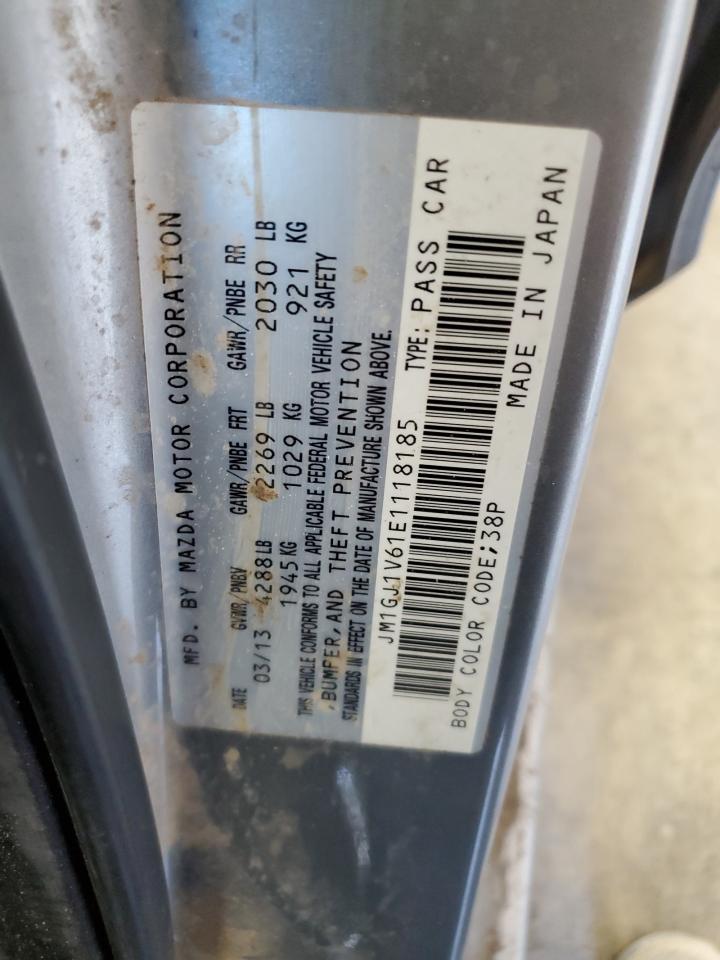 MFD. BY MAZDA MOTOR CORPORATION
DATE GVWR/PNBV GAWR/PNBE FRT GAWR/PNBE RR
03/13 4288LB 2269 LB 2030 LB
1945KG 1029 KG 921 KG
THIS VEHICLE CONFORMS TO ALL APPLICABLE FEDERAL MOTOR VEHICLE SAFETY
,BUMPER,AND THEFT PREVENTION
STANDARDS IN EFFECT ON THE DATE OF MANUFACTURE SHOWN ABOVE.
JM1GJ1V61E1118185 TYPE: PASS CAR
BODY COLOR CODE;38P MADE IN JAPAN